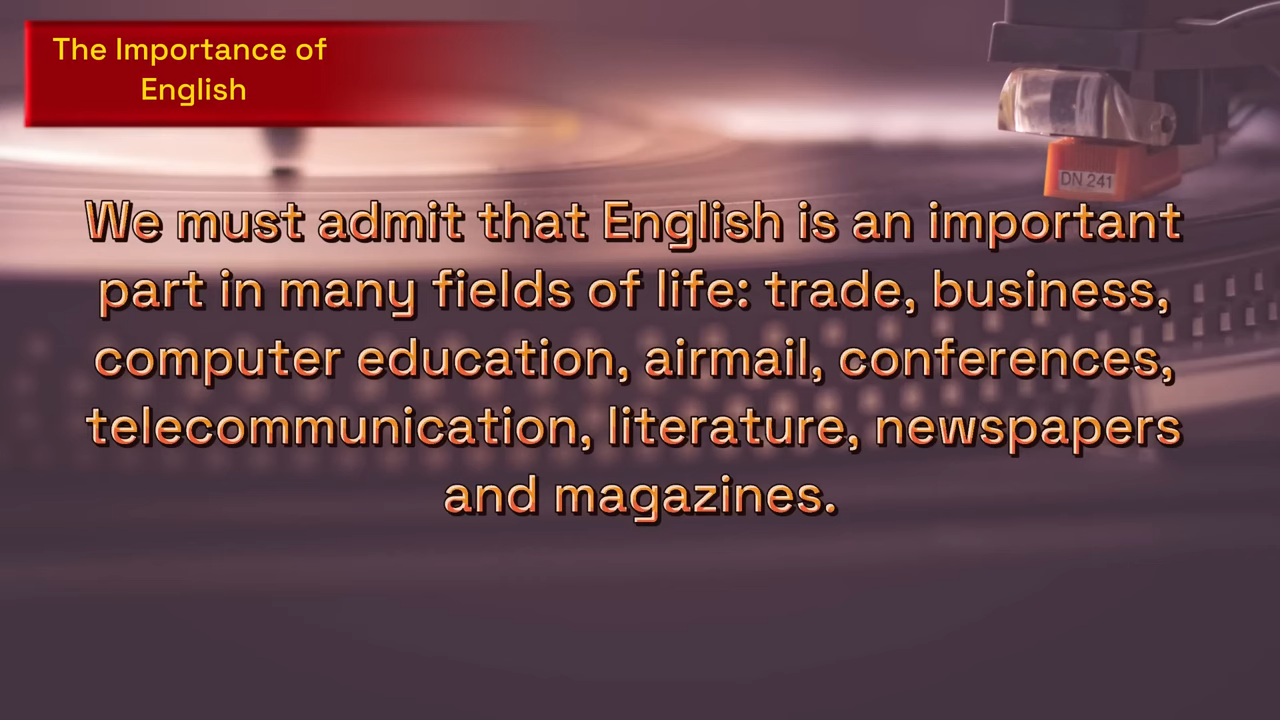 The Importance of
English
DN 241
We must admit that English is an important
part in many fields of life: trade, business,
computer education, airmail, conferences,
telecommunication, literature, newspapers
and magazines.